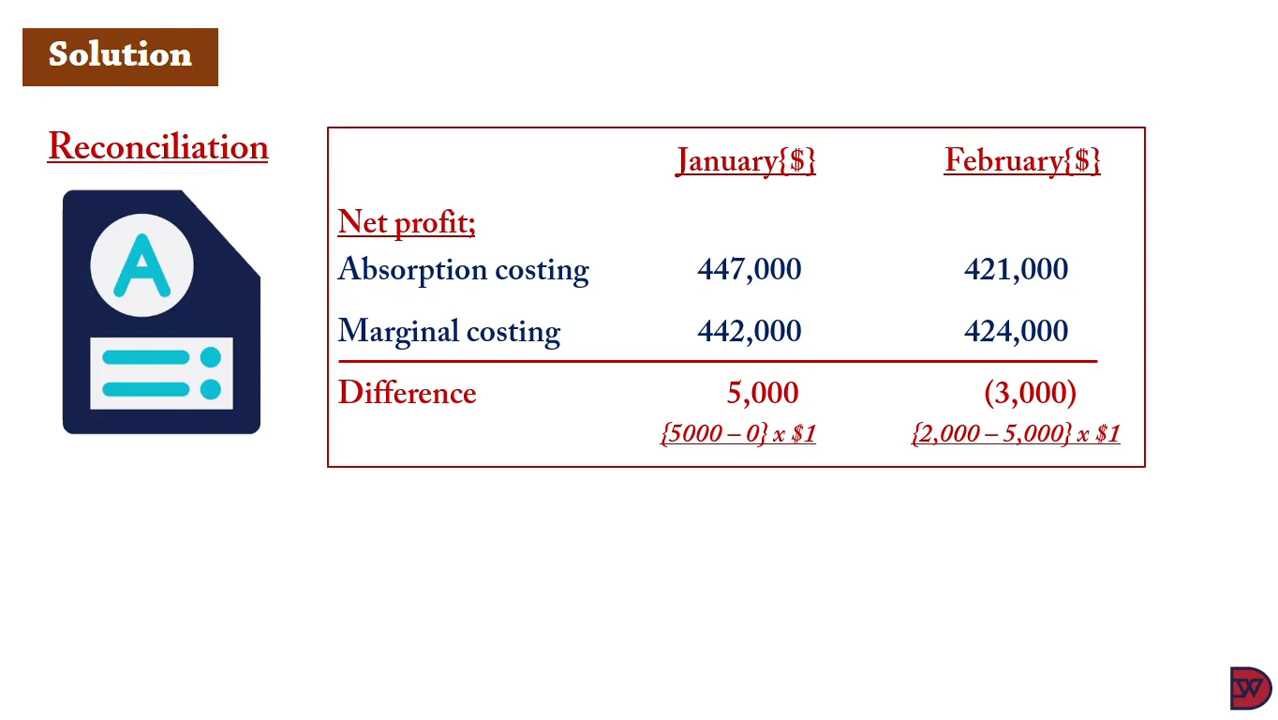 Solution
Reconciliation
January{$} February{$}
Net profit;
Absorption costing 447,000 421,000
Marginal costing 442,000 424,000
Difference 5,000 (3,000)
{5000 – 0} x $1 {2,000 – 5,000} x $1
A
DW